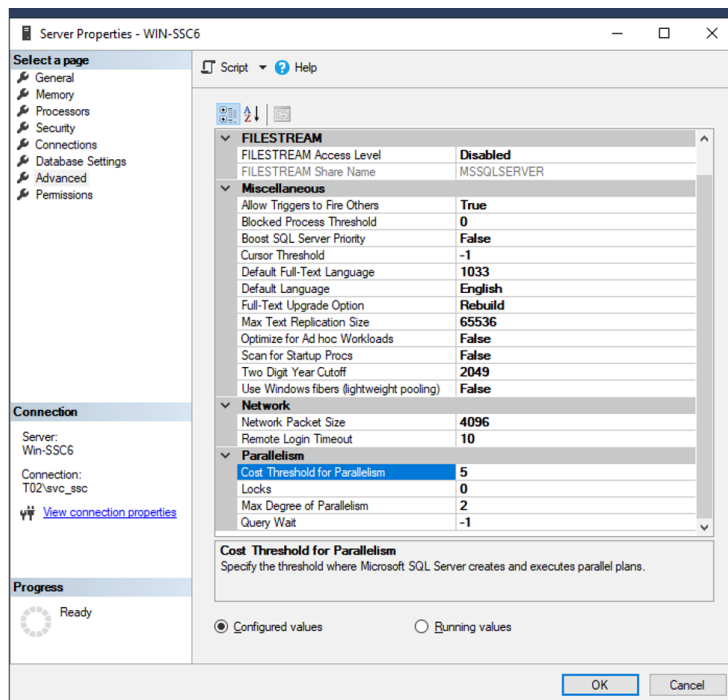 Server Properties - WIN-SSC6
Select a page
General
Memory
Processors
Security
Connections
Database Settings
Advanced
Permissions
Connection
Server:
Win-SSC6
Connection:
T02\svc_ssc
View connection properties
Progress
Ready
Script Help
FILESTREAM
FILESTREAM Access Level Disabled
FILESTREAM Share Name MSSQLSERVER
Miscellaneous
Allow Triggers to Fire Others True
Blocked Process Threshold 0
Boost SQL Server Priority False
Cursor Threshold -1
Default Full-Text Language 1033
Default Language English
Full-Text Upgrade Option Rebuild
Max Text Replication Size 65536
Optimize for Ad hoc Workloads False
Scan for Startup Procs False
Two Digit Year Cutoff 2049
Use Windows fibers (lightweight pooling) False
Network
Network Packet Size 4096
Remote Login Timeout 10
Parallelism
Cost Threshold for Parallelism 5
Locks 0
Max Degree of Parallelism 2
Query Wait -1
Cost Threshold for Parallelism
Specify the threshold where Microsoft SQL Server creates and executes parallel plans.
Configured values Running values
OK Cancel